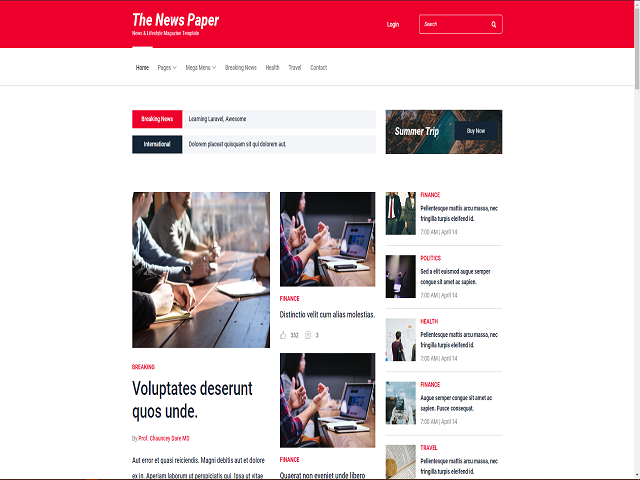 The News Paper
News & Lifestyle Magazine Template
Login
Search
Home
Pages
Mega Menu
Breaking News
Health
Travel
Contact
Breaking News
Learning Laravel, Awesome
International
Dolorem placeat quisquam sit qui dolorem aut.
Summer Trip
Buy Now
BREAKING
Voluptates deserunt
quos unde.
By Prof. Chauncey Dare MD
Aut error et quasi reiciendis. Magni debitis aut et dolore
ex in. Aperiam laborum ut perspiciatis qui. Ipsa ut vitae
FINANCE
Distinctio velit cum alias molestias.
352
3
FINANCE
Quaerat non eveniet unde libero
FINANCE
Pellentesque mattis arcu massa, nec
fringilla turpis eleifend id.
7:00 AM | April 14
POLITICS
Sed a elit euismod augue semper
congue sit amet ac sapien.
7:00 AM | April 14
HEALTH
Pellentesque mattis arcu massa, nec
fringilla turpis eleifend id.
7:00 AM | April 14
FINANCE
Augue semper congue sit amet ac
sapien. Fusce consequat.
7:00 AM | April 14
TRAVEL
Pellentesque mattis arcu massa, nec
fringilla turpis eleifend id.